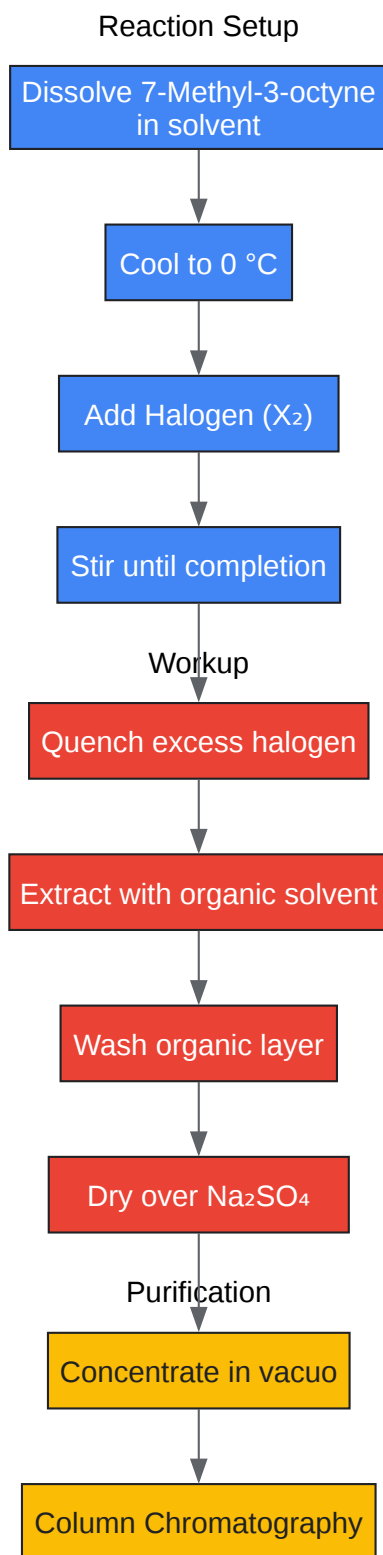 Reaction Setup
Dissolve 7-Methyl-3-octyne
in solvent
Cool to 0 °C
Add Halogen (X₂)
Stir until completion
Workup
Quench excess halogen
Extract with organic solvent
Wash organic layer
Dry over Na₂SO₄
Purification
Concentrate in vacuo
Column Chromatography